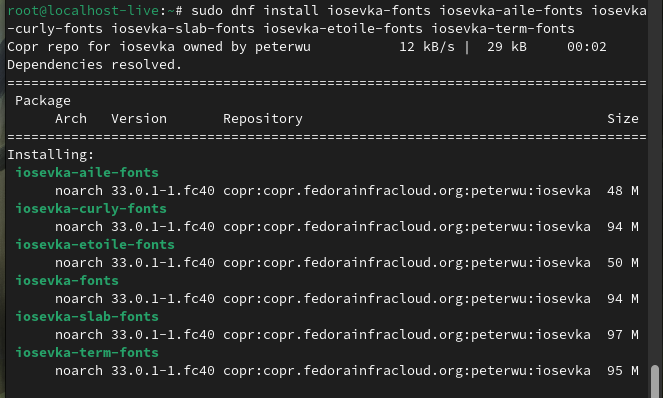 root@localhost-live:~# sudo dnf install iosevka-fonts iosevka-aile-fonts iosevka
-curly-fonts iosevka-slab-fonts iosevka-etoile-fonts iosevka-term-fonts
Copr repo for iosevka owned by peterwu           12 kB/s |  29 kB     00:02
Dependencies resolved.
================================================================================
 Package
      Arch   Version       Repository                                      Size
================================================================================
Installing:
 iosevka-aile-fonts
      noarch 33.0.1-1.fc40 copr:copr.fedorainfracloud.org:peterwu:iosevka  48 M
 iosevka-curly-fonts
      noarch 33.0.1-1.fc40 copr:copr.fedorainfracloud.org:peterwu:iosevka  94 M
 iosevka-etoile-fonts
      noarch 33.0.1-1.fc40 copr:copr.fedorainfracloud.org:peterwu:iosevka  50 M
 iosevka-fonts
      noarch 33.0.1-1.fc40 copr:copr.fedorainfracloud.org:peterwu:iosevka  94 M
 iosevka-slab-fonts
      noarch 33.0.1-1.fc40 copr:copr.fedorainfracloud.org:peterwu:iosevka  97 M
 iosevka-term-fonts
      noarch 33.0.1-1.fc40 copr:copr.fedorainfracloud.org:peterwu:iosevka  95 M